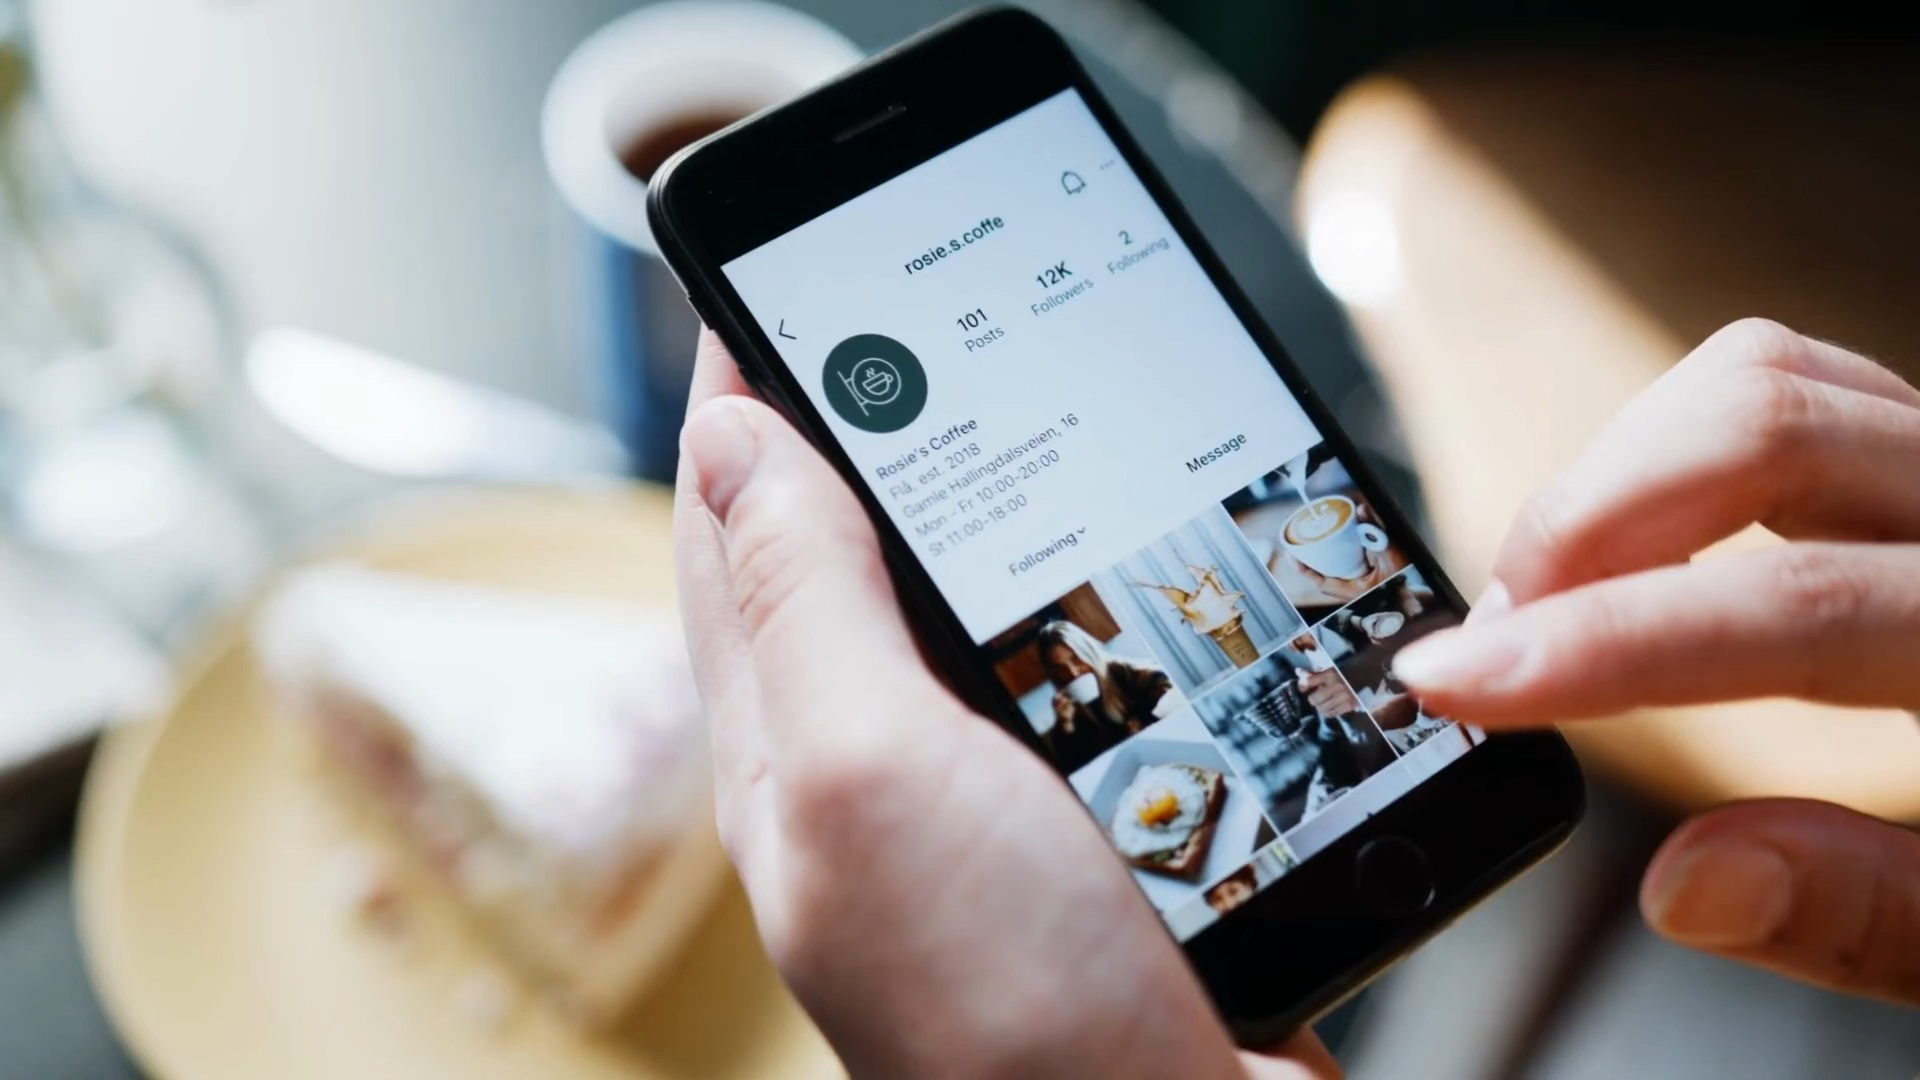 rosie.s.coffe
101
Posts
12K
Followers
2
Following
Rosie's Coffee
Flå, est. 2018
Gamle Hallingdalsveien, 16
Mon - Fr 10:00-20:00
St 11:00-18:00
Following
Message